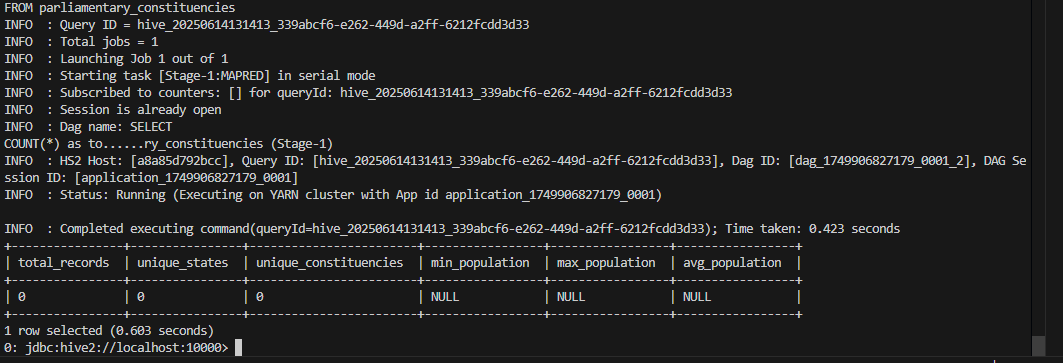 FROM parliamentary_constituencies
INFO  : Query ID = hive_20250614131413_339abcf6-e262-449d-a2ff-6212fcdd3d33
INFO  : Total jobs = 1
INFO  : Launching Job 1 out of 1
INFO  : Starting task [Stage-1:MAPRED] in serial mode
INFO  : Subscribed to counters: [] for queryId: hive_20250614131413_339abcf6-e262-449d-a2ff-6212fcdd3d33
INFO  : Session is already open
INFO  : Dag name: SELECT
COUNT(*) as to......ry_constituencies (Stage-1)
INFO  : HS2 Host: [a8a85d792bcc], Query ID: [hive_20250614131413_339abcf6-e262-449d-a2ff-6212fcdd3d33], Dag ID: [dag_1749906827179_0001_2], DAG Se
ssion ID: [application_1749906827179_0001]
INFO  : Status: Running (Executing on YARN cluster with App id application_1749906827179_0001)

INFO  : Completed executing command(queryId=hive_20250614131413_339abcf6-e262-449d-a2ff-6212fcdd3d33); Time taken: 0.423 seconds
+----------------+----------------+------------------------+-----------------+-----------------+-----------------+
| total_records  | unique_states  | unique_constituencies  | min_population  | max_population  | avg_population  |
+----------------+----------------+------------------------+-----------------+-----------------+-----------------+
| 0              | 0              | 0                      | NULL            | NULL            | NULL            |
+----------------+----------------+------------------------+-----------------+-----------------+-----------------+
1 row selected (0.603 seconds)
0: jdbc:hive2://localhost:10000>